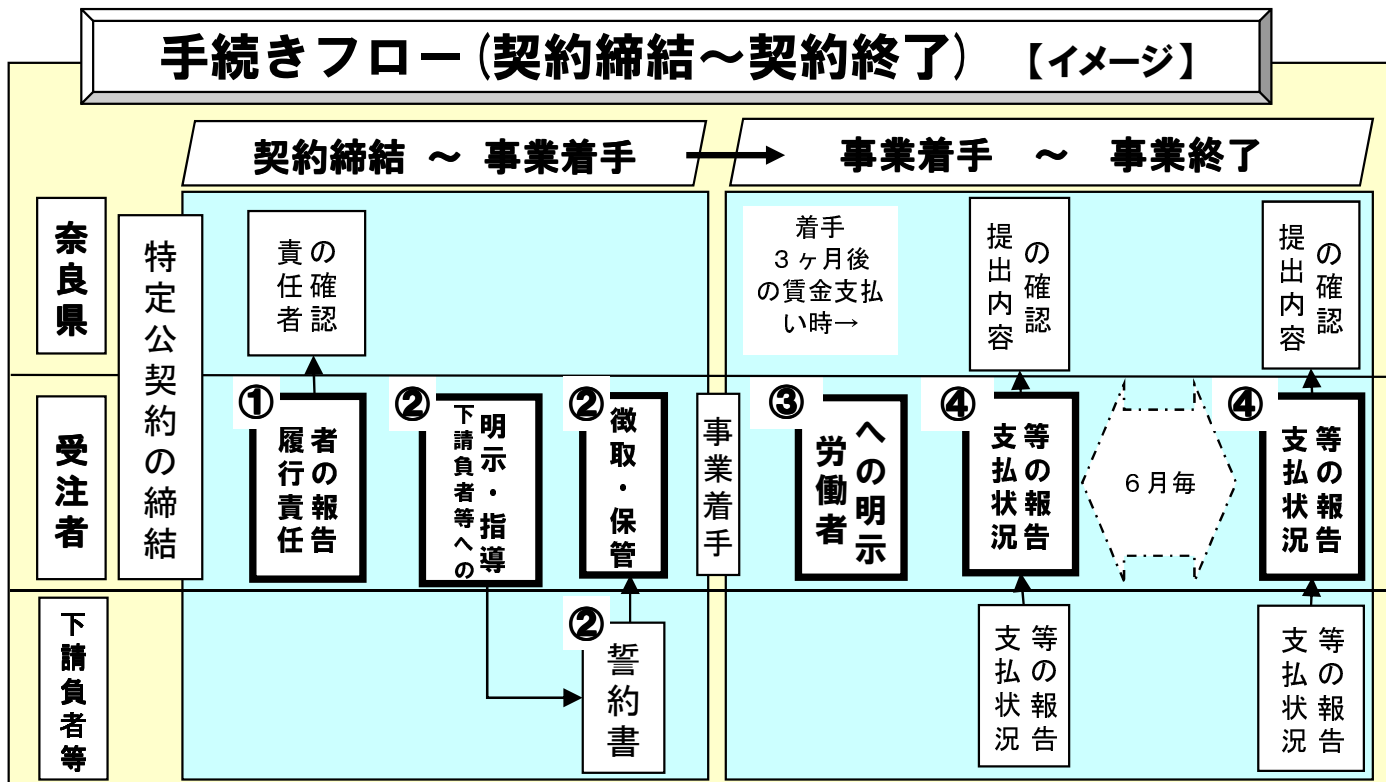 手続きフロー(契約締結～契約終了) 【イメージ】
契約締結 ～ 事業着手
事業着手 ～ 事業終了
奈良県
特定公契約の締結
責任者
の確認
着手
３ヶ月後
の賃金支払
い時→
提出内容
の確認
提出内容
の確認
受注者
①
履行責任
者の報告
②
下請負者等への
明示・指導
②
徴取・保管
事業着手
③
労働者
への明示
④
支払状況
等の報告
６月毎
④
支払状況
等の報告
下請負者等
②
誓約書
支払状況
等の報告
支払状況
等の報告